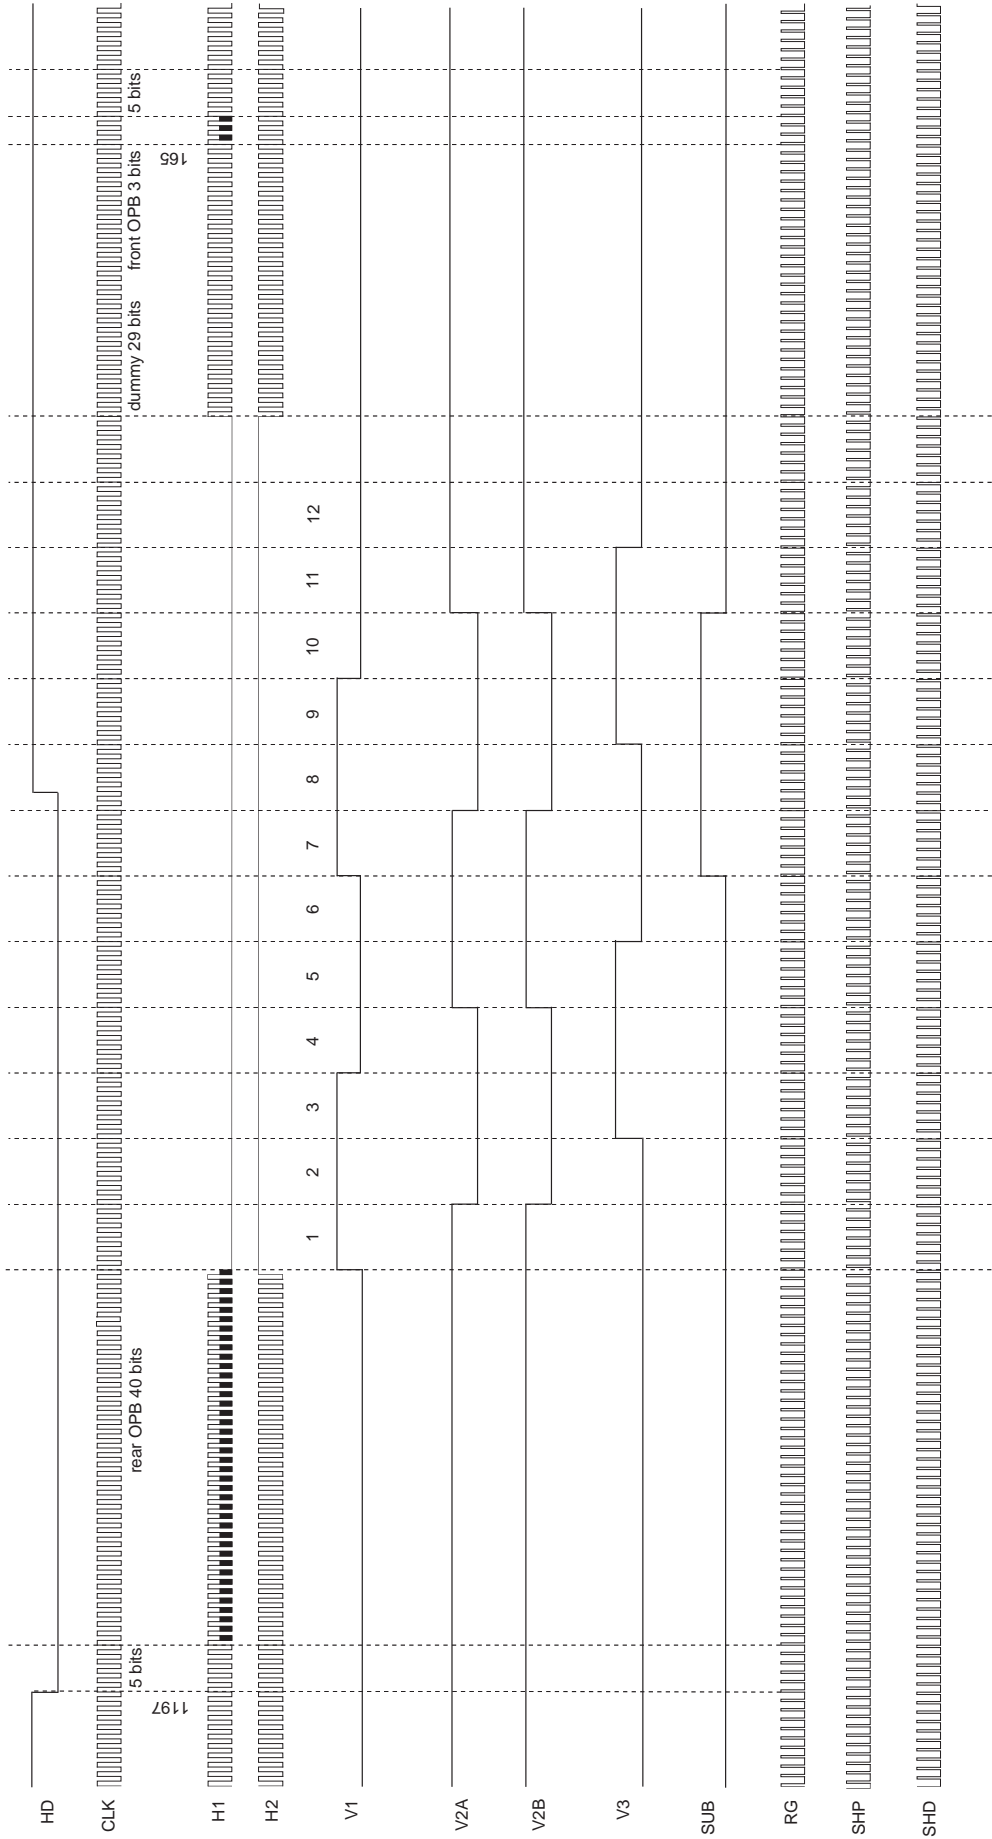 HD
CLK
5 bits
rear OPB 40 bits
dummy 29 bits
front OPB 3 bits
5 bits
1197
165
H1
H2
1 2 3 4 5 6 7 8 9 10 11 12
V1
V2A
V2B
V3
SUB
RG
SHP
SHD